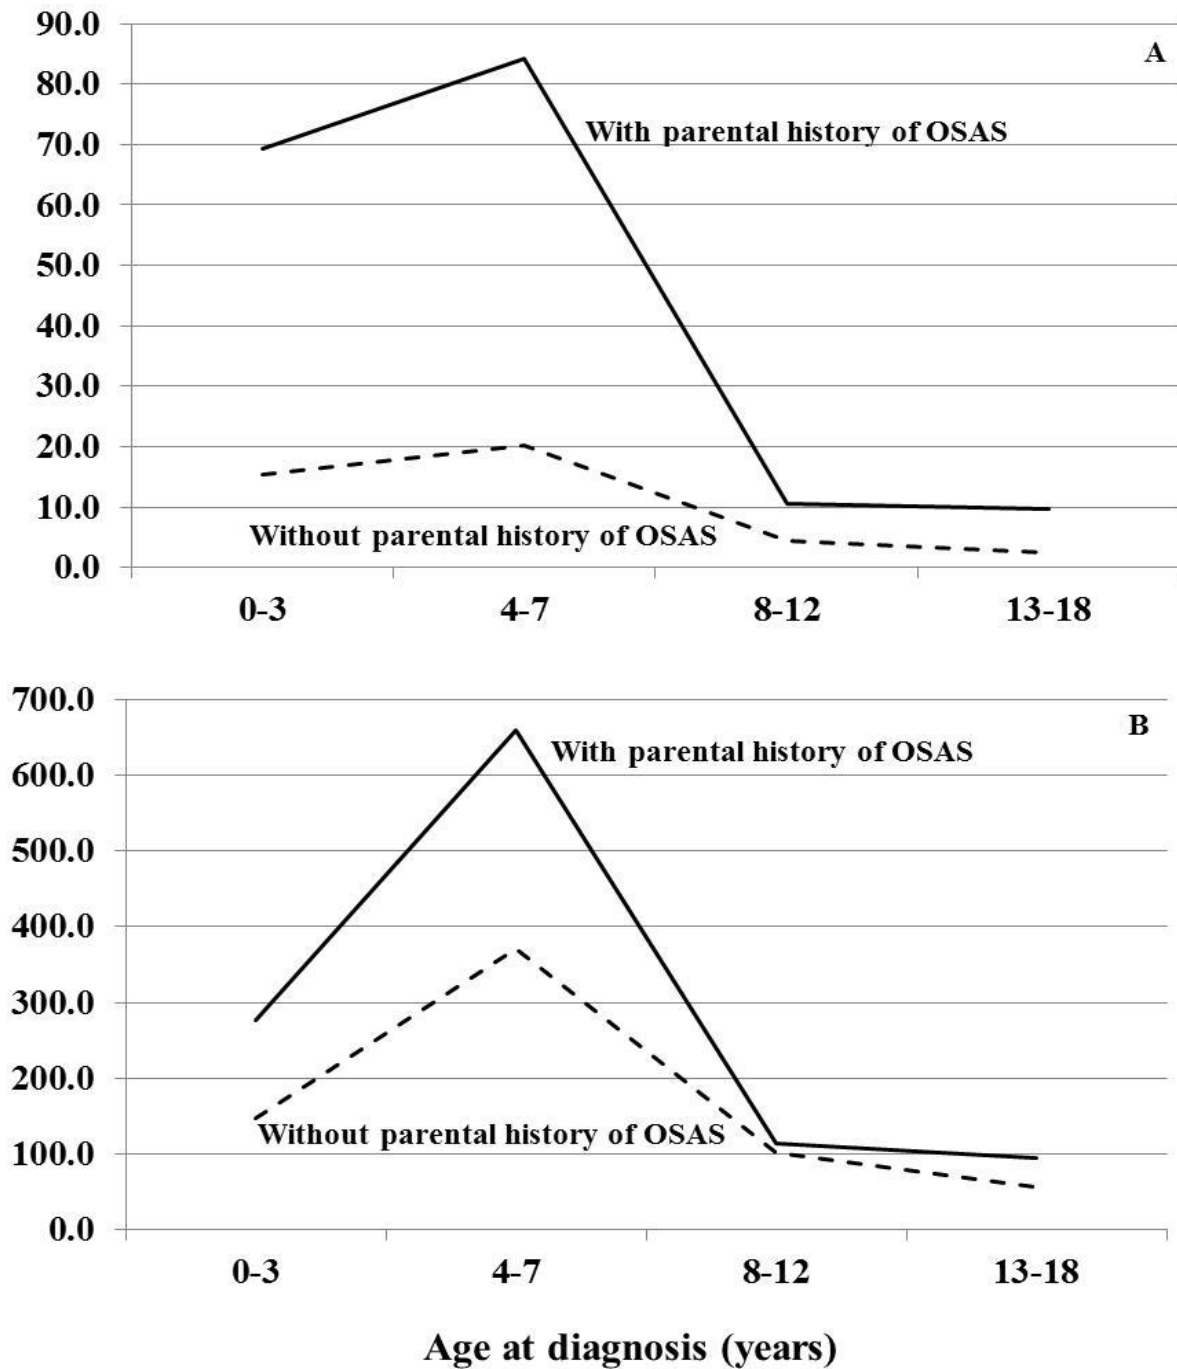 90.0
A
80.0
With parental history of OSAS
70.0
60.0
50.0
40.0
30.0
20.0
10.0
Without parental history of OSAS
0.0
0-3 4-7 8-12 13-18
700.0
B
With parental history of OSAS
600.0
500.0
400.0
300.0
200.0
Without parental history of OSAS
100.0
0.0
0-3 4-7 8-12 13-18
Age at diagnosis (years)